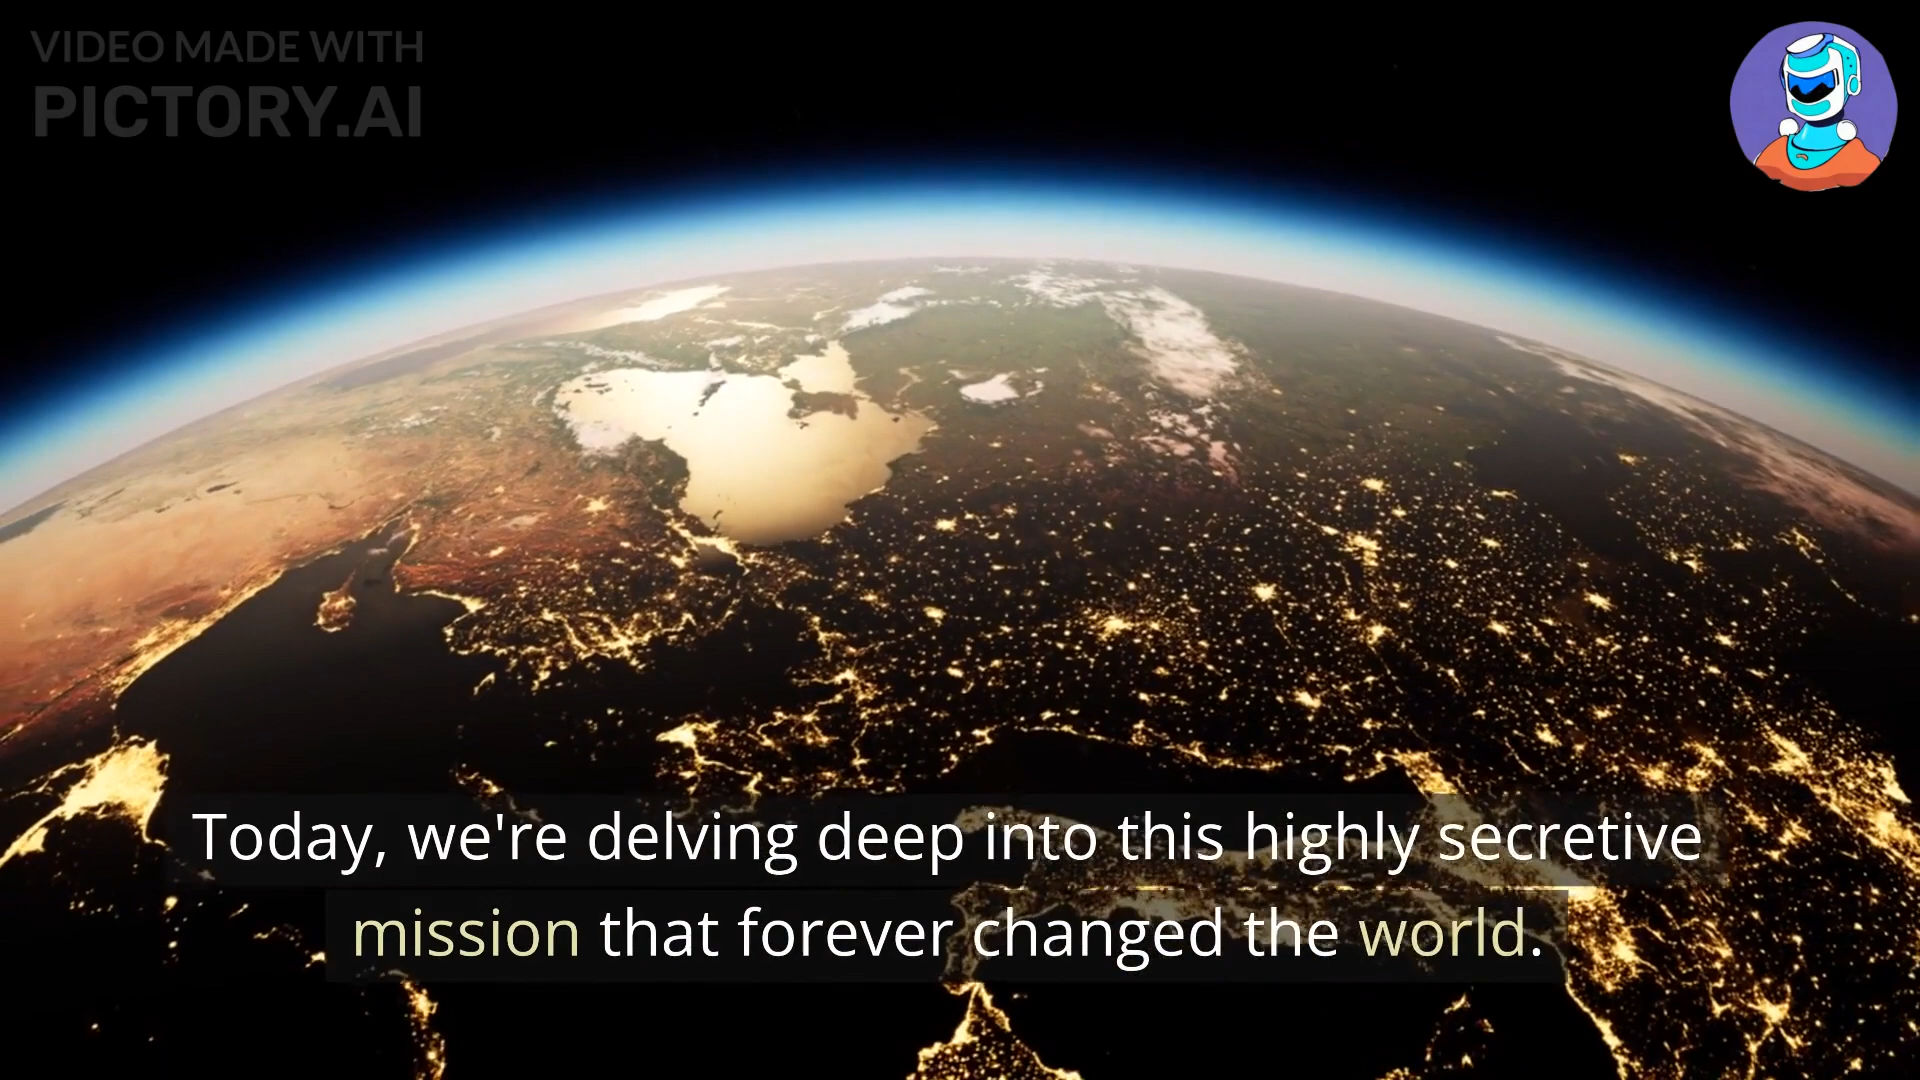 VIDEO MADE WITH
PICTORY.AI
Today, we're delving deep into this highly secretive
mission that forever changed the world.